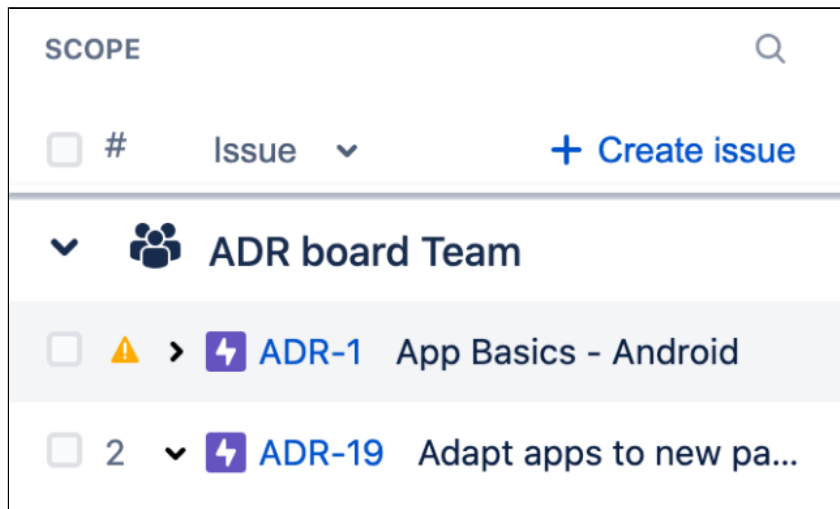 SCOPE
# Issue + Create issue
ADR board Team
ADR-1 App Basics - Android
2 ADR-19 Adapt apps to new pa...